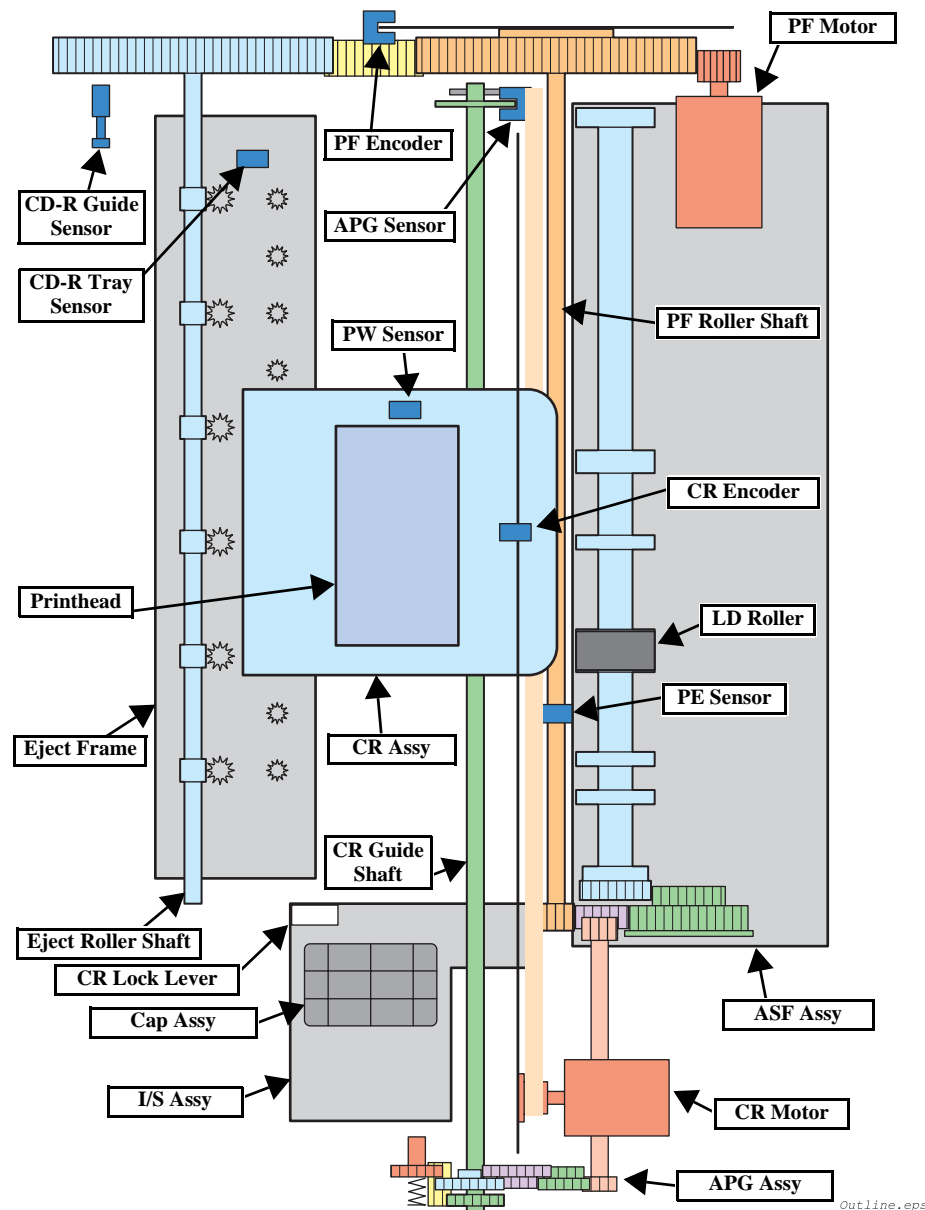 PF Motor
PF Encoder
CD-R Guide
Sensor
APG Sensor
CD-R Tray
Sensor
PW Sensor
PF Roller Shaft
CR Encoder
Printhead
LD Roller
PE Sensor
Eject Frame
CR Assy
CR Guide
Shaft
Eject Roller Shaft
CR Lock Lever
Cap Assy
ASF Assy
I/S Assy
CR Motor
APG Assy
Outline.eps